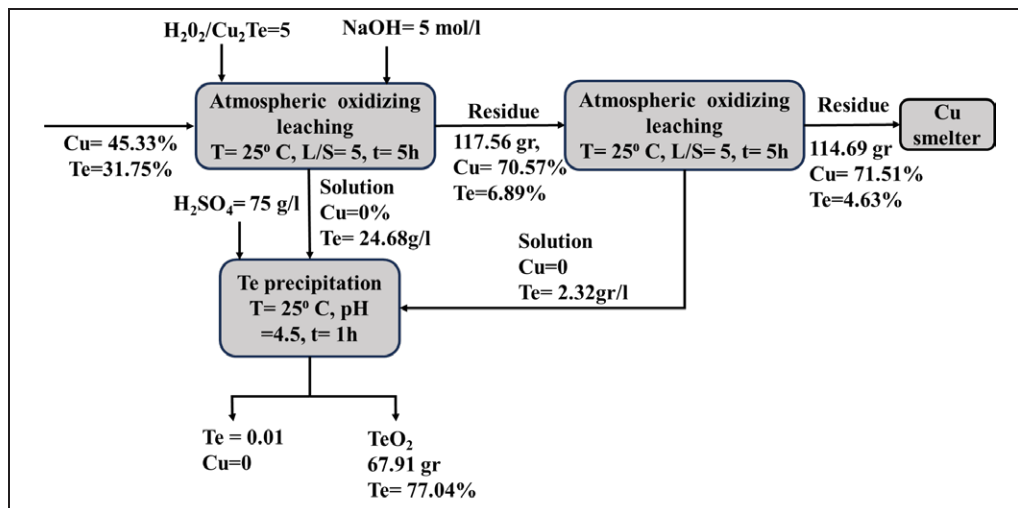 H₂0₂/Cu₂Te=5
NaOH= 5 mol/l
Atmospheric oxidizing
leaching
T= 25⁰ C, L/S= 5, t= 5h
Cu= 45.33%
Te=31.75%
Residue
117.56 gr,
Cu= 70.57%
Te=6.89%
Atmospheric oxidizing
leaching
T= 25⁰ C, L/S= 5, t= 5h
Residue
114.69 gr
Cu= 71.51%
Te=4.63%
Cu
smelter
H₂SO₄= 75 g/l
Solution
Cu=0%
Te= 24.68g/l
Solution
Cu=0
Te= 2.32gr/l
Te precipitation
T= 25⁰ C, pH
=4.5, t= 1h
Te = 0.01
Cu=0
TeO₂
67.91 gr
Te= 77.04%